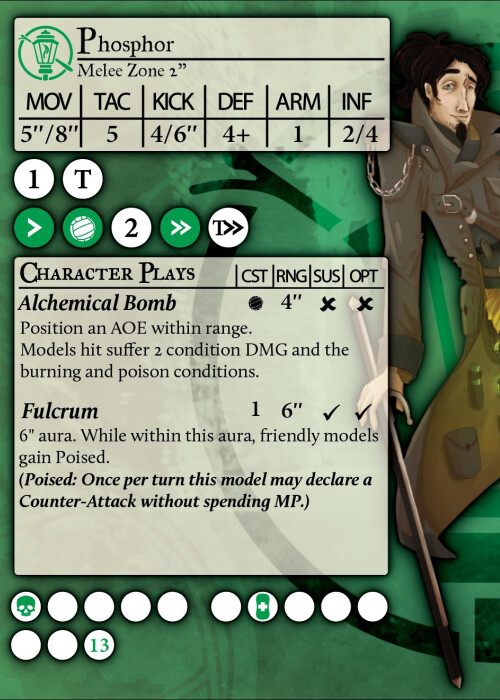 Phosphor
Melee Zone 2”
MOV TAC KICK DEF ARM INF
5"/8" 5 4/6" 4+ 1 2/4
1 T
> 2 >> T>>
Character Plays CST RNG SUS OPT
Alchemical Bomb 4" ✘ ✘
Position an AOE within range.
Models hit suffer 2 condition DMG and the
burning and poison conditions.
Fulcrum 1 6" ✓ ✓
6" aura. While within this aura, friendly models
gain Poised.
(Poised: Once per turn this model may declare a
Counter-Attack without spending MP.)
13